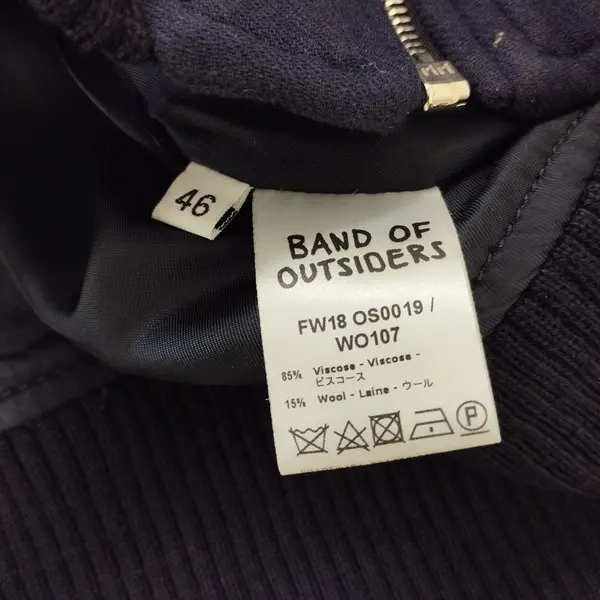 46
BAND OF
OUTSIDERS
FW18 OS0019 /
WO107
85% Viscose - Viscose -
ビスコース
15% Wool - Laine - ウール
P